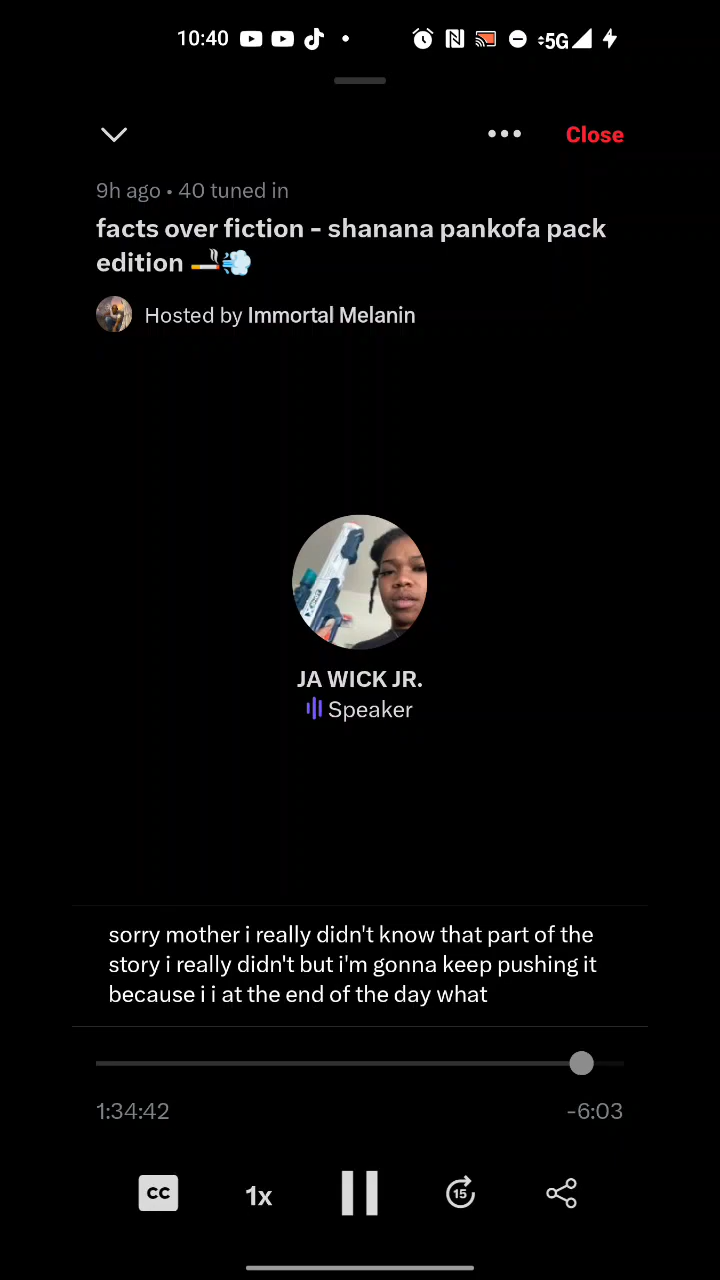 10:40 5G
Close
9h ago • 40 tuned in
facts over fiction - shanana pankofa pack
edition 🚬💨
Hosted by Immortal Melanin
JA WICK JR.
Speaker
sorry mother i really didn't know that part of the
story i really didn't but i'm gonna keep pushing it
because i i at the end of the day what
1:34:42 -6:03
CC 1x 15